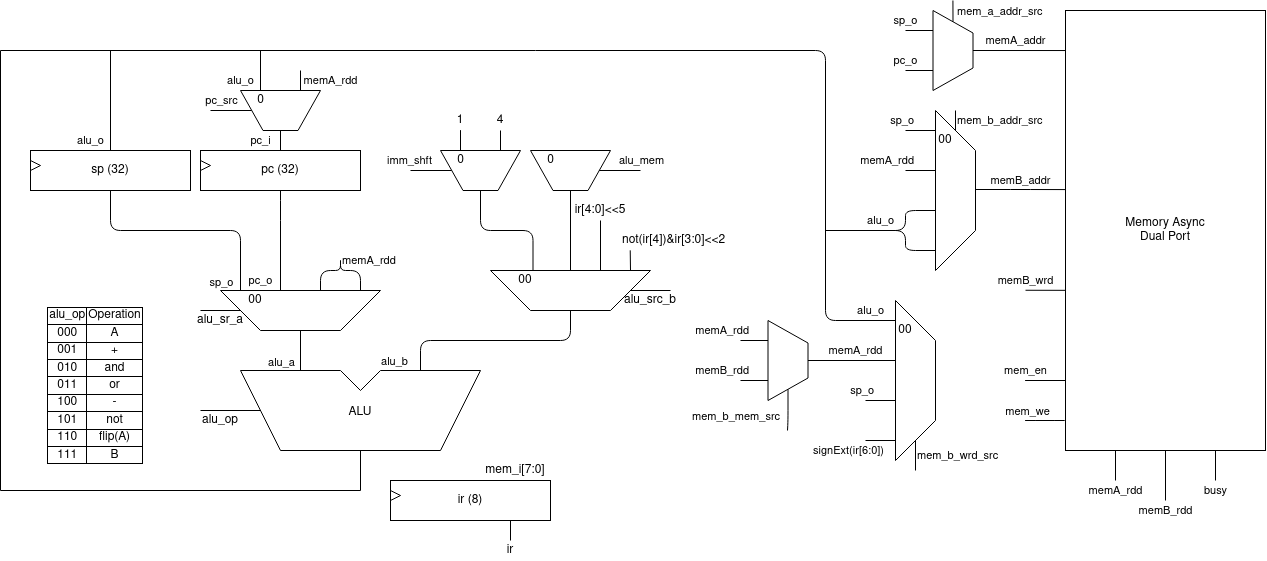 mem_a_addr_src
sp_o
memA_addr
pc_o
alu_o
memA_rdd
pc_src
0
pc_i
alu_o
sp (32)
pc (32)
1
4
imm_shft
0
0
alu_mem
ir[4:0]<<5
not(ir[4])&ir[3:0]<<2
sp_o
mem_b_addr_src
00
memA_rdd
memB_addr
alu_o
Memory Async
Dual Port
memA_rdd
sp_o
pc_o
00
alu_sr_a
00
alu_src_b
memB_wrd
alu_o
00
memA_rdd
memA_rdd
memB_rdd
sp_o
mem_b_mem_src
signExt(ir[6:0])
mem_b_wrd_src
mem_en
mem_we
memA_rdd
memB_rdd
busy
alu_op Operation
000 A
001 +
010 and
011 or
100 -
101 not
110 flip(A)
111 B
alu_a
alu_b
ALU
alu_op
mem_i[7:0]
ir (8)
ir